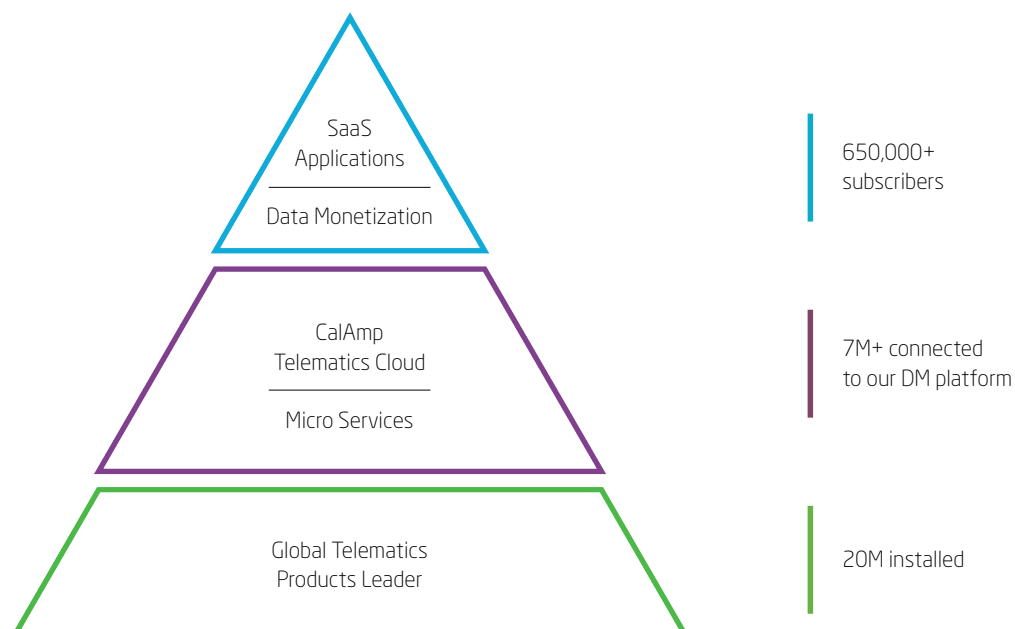 SaaS
Applications
Data Monetization
650,000+
subscribers
CalAmp
Telematics Cloud
Micro Services
7M+ connected
to our DM platform
Global Telematics
Products Leader
20M installed